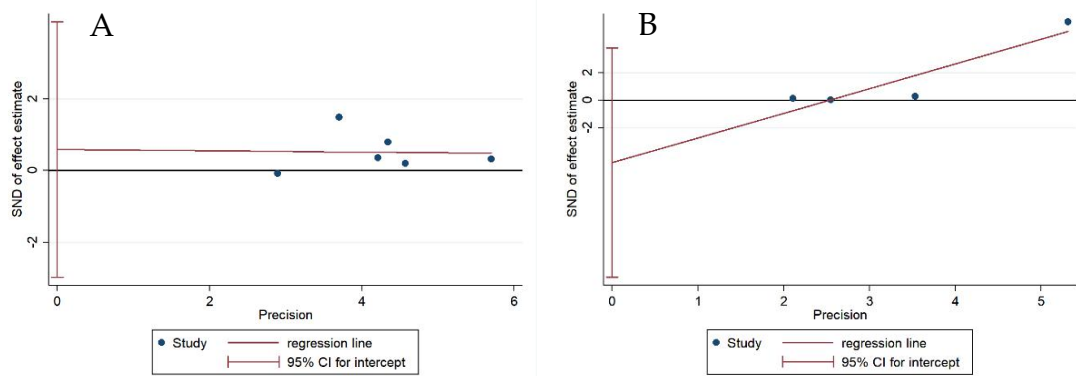 A
SND of effect estimate
2
0
-2
0
2
4
6
Precision
Study
regression line
95% CI for intercept
B
SND of effect estimate
2
0
-2
0
1
2
3
4
5
Precision
Study
regression line
95% CI for intercept